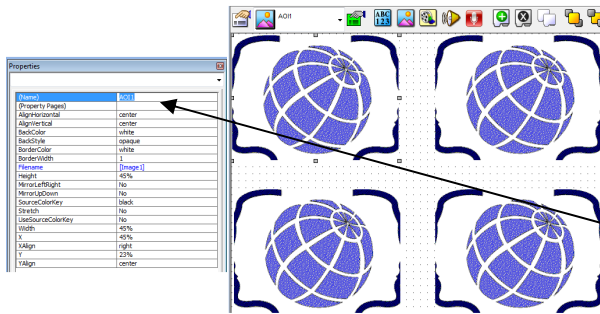 AOI1
ABC
123
Properties
(Name) AOI1
(Property Pages)
AlignHorizontal center
AlignVertical center
BackColor white
BackStyle opaque
BorderColor white
BorderWidth 1
Filename [Image1]
Height 45%
MirrorLeftRight No
MirrorUpDown No
SourceColorKey black
Stretch No
UseSourceColorKey No
Width 45%
X 45%
XAlign right
Y 23%
YAlign center